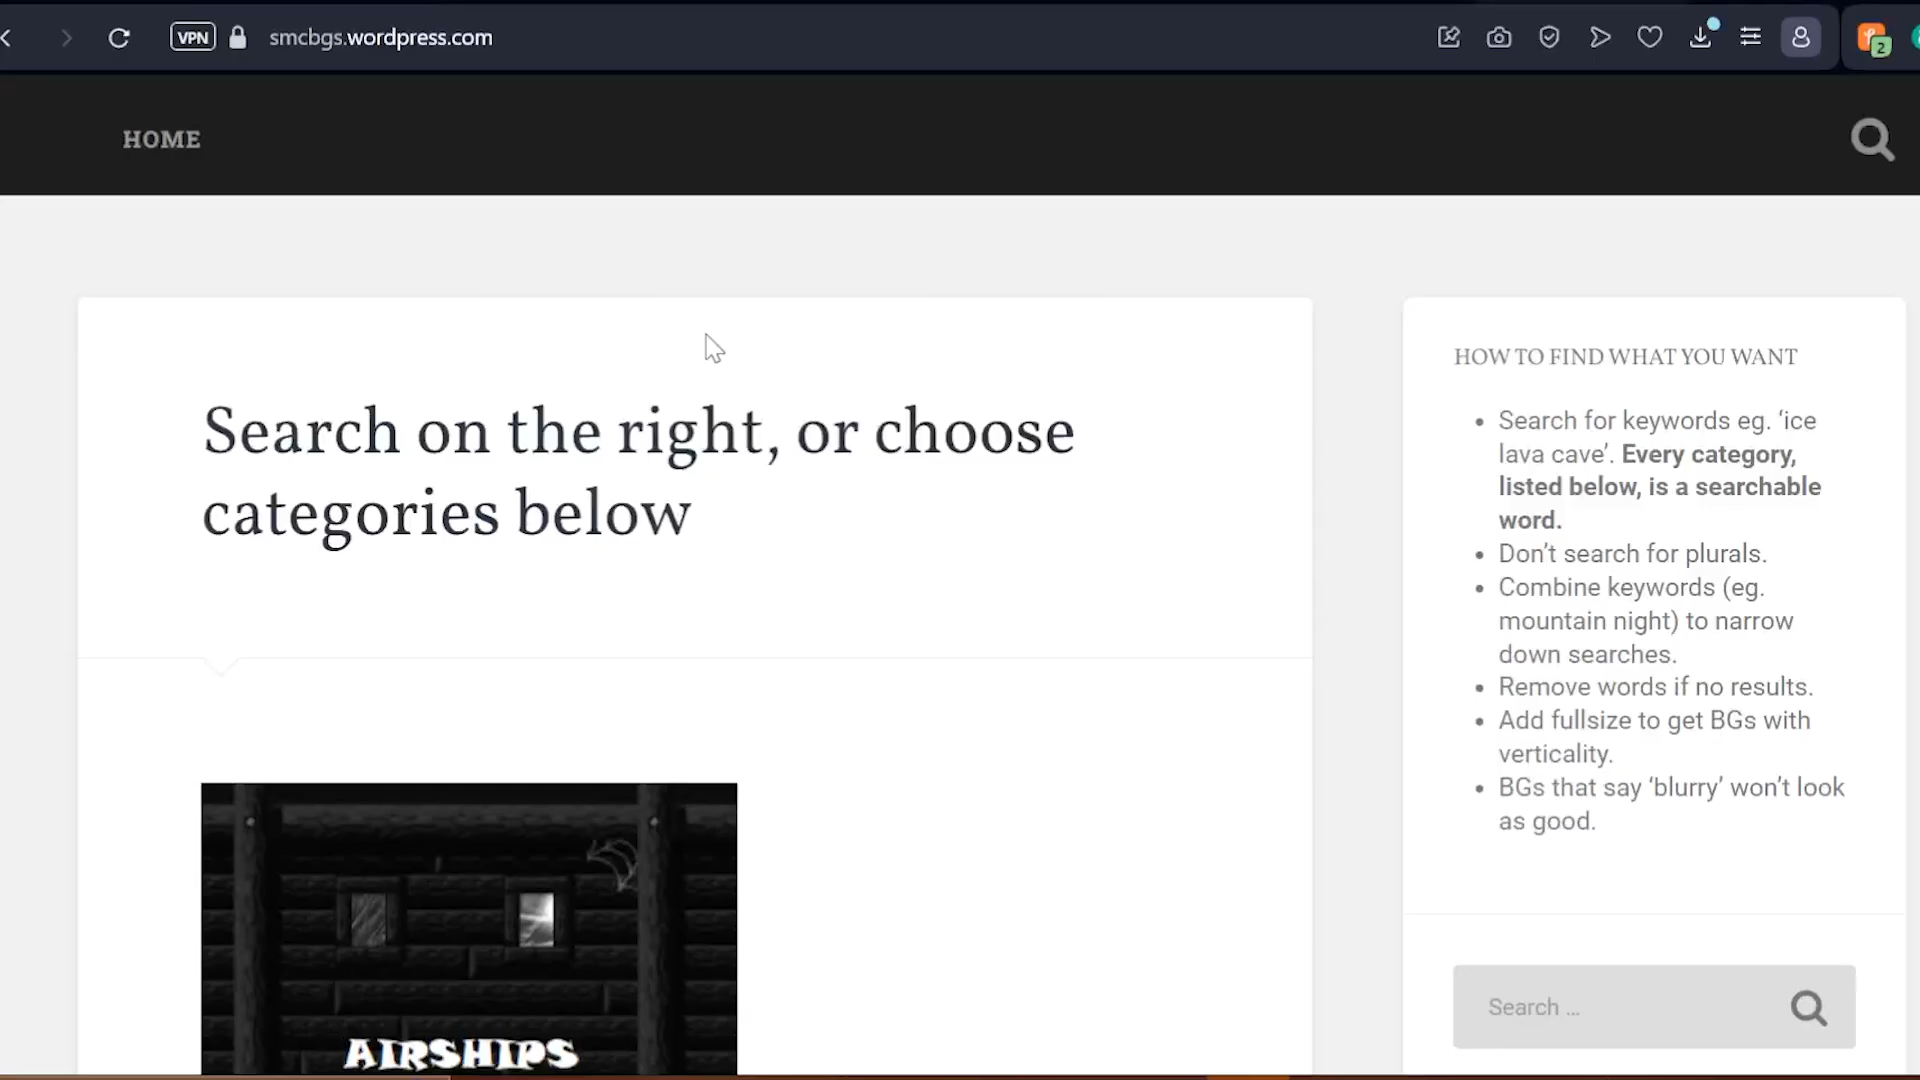 VPN
smcbgs.wordpress.com
2
HOME
Search on the right, or choose
categories below
AIRSHIPS
HOW TO FIND WHAT YOU WANT
Search for keywords eg. ‘ice
lava cave’. Every category,
listed below, is a searchable
word.
Don’t search for plurals.
Combine keywords (eg.
mountain night) to narrow
down searches.
Remove words if no results.
Add fullsize to get BGs with
verticality.
BGs that say ‘blurry’ won’t look
as good.
Search …